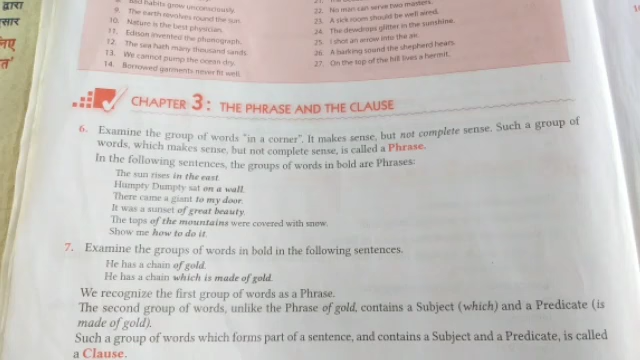 द्वारा
सार
लिए
त'
8. Bad habits grow unconsciously.
9. The earth revolves round the sun.
10. Nature is the best physician.
11. Edison invented the phonograph.
12. The sea hath many thousand sands.
13. We cannot pump the ocean dry.
14. Borrowed garments never fit well.
22. No man can serve two masters.
23. A sick room should be well aired.
24. The dewdrops glitter in the sunshine.
25. I shot an arrow into the air.
26. A barking sound the shepherd hears.
27. On the top of the hill lives a hermit.
CHAPTER 3: THE PHRASE AND THE CLAUSE
6. Examine the group of words "in a corner". It makes sense, but not complete sense. Such a group of
words, which makes sense, but not complete sense, is called a Phrase.
In the following sentences, the groups of words in bold are Phrases:
The sun rises in the east.
Humpty Dumpty sat on a wall.
There came a giant to my door.
It was a sunset of great beauty.
The tops of the mountains were covered with snow.
Show me how to do it.
7. Examine the groups of words in bold in the following sentences.
He has a chain of gold.
He has a chain which is made of gold.
We recognize the first group of words as a Phrase.
The second group of words, unlike the Phrase of gold, contains a Subject (which) and a Predicate (is
made of gold).
Such a group of words which forms part of a sentence, and contains a Subject and a Predicate, is called
a Clause.